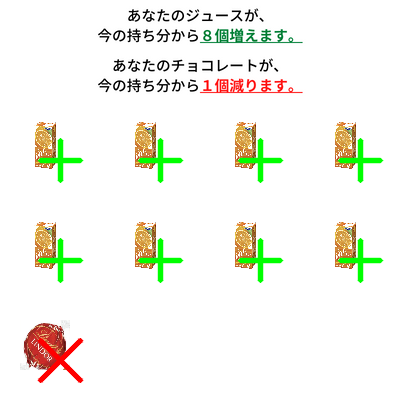 あなたのジュースが、
今の持ち分から８個増えます。
あなたのチョコレートが、
今の持ち分から１個減ります。
LINDOR